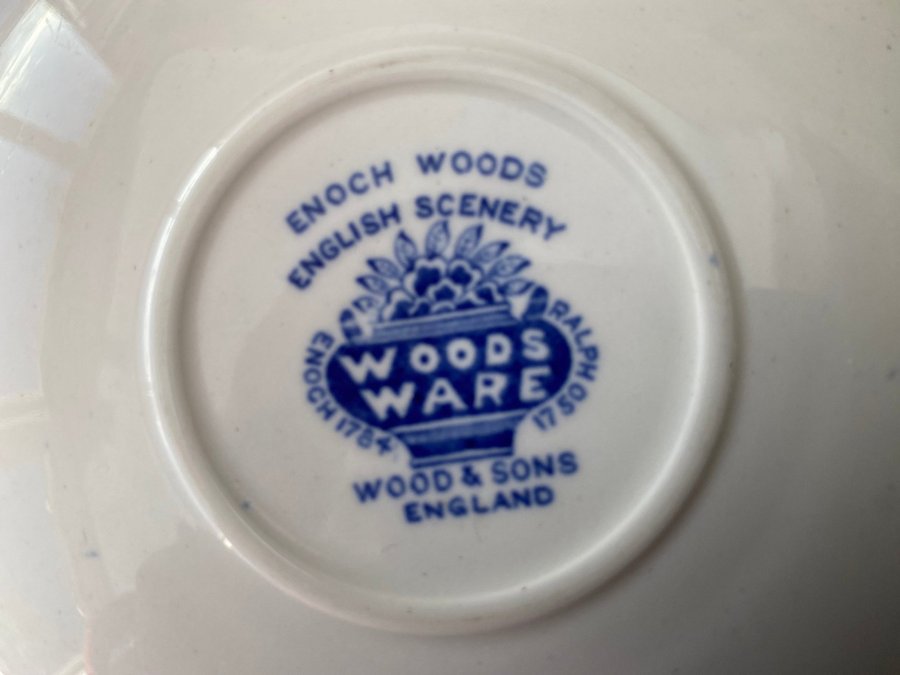 ENOCH WOODS
ENGLISH SCENERY
WOODS
WARE
ENOCH 1784
RALPH 1750
WOOD & SONS
ENGLAND